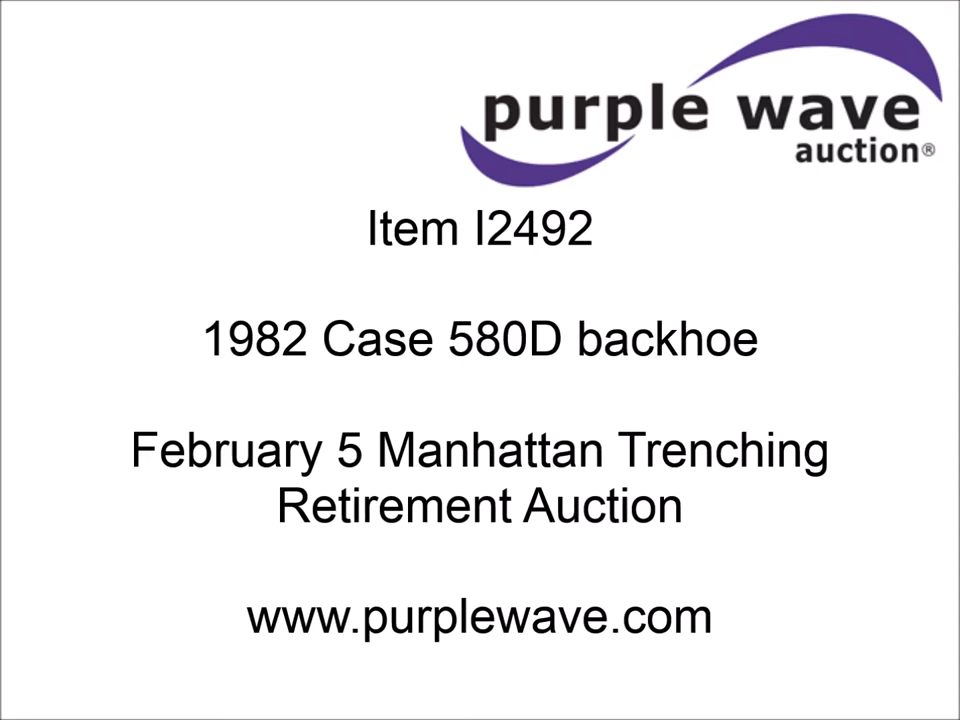 purple wave
auction®
Item I2492
1982 Case 580D backhoe
February 5 Manhattan Trenching
Retirement Auction
www.purplewave.com